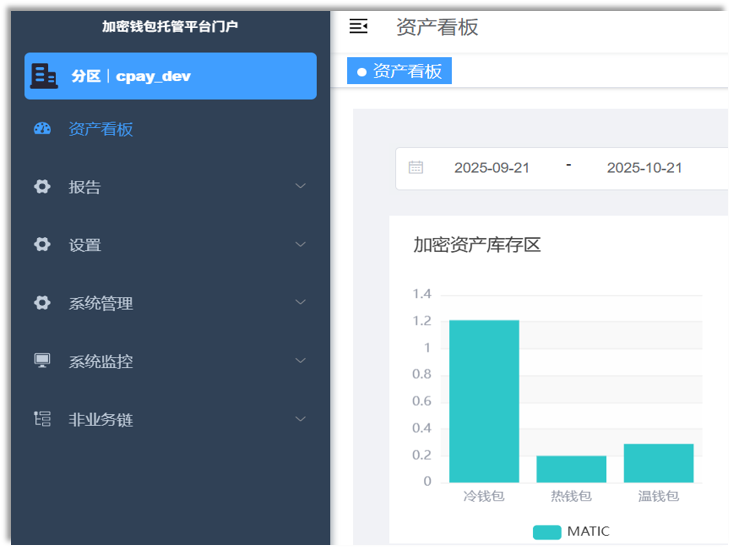 加密钱包托管平台门户
分区｜cpay_dev
资产看板
报告
设置
系统管理
系统监控
非业务链
资产看板
资产看板
2025-09-21 - 2025-10-21
加密资产库存区
1.4
1.2
1
0.8
0.6
0.4
0.2
0
冷钱包 热钱包 温钱包
MATIC